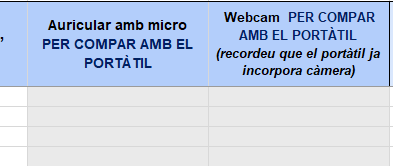 ,
Auricular amb micro
PER COMPAR AMB EL
PORTÀTIL
Webcam  PER COMPAR
AMB EL PORTÀTIL
(recordeu que el portàtil ja
incorpora càmera)